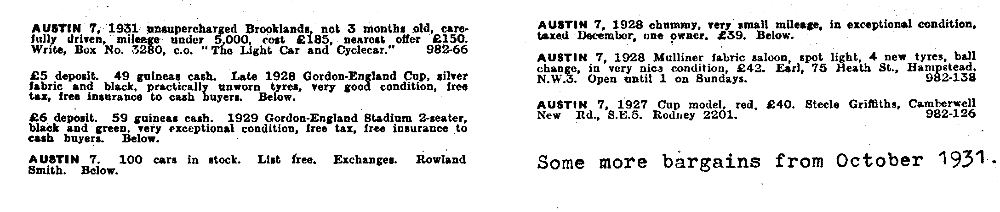 AUSTIN 7, 1931 unsupercharged Brooklands, not 3 months old, care-
fully driven, mileage under 5,000, cost £185, nearest offer £150.
Write, Box No. 3280, c.o. "The Light Car and Cyclecar." 982-66
£5 deposit. 49 guineas cash. Late 1928 Gordon-England Cup, silver
fabric and black, practically unworn tyres, very good condition, free
tax, free insurance to cash buyers. Below.
£6 deposit. 59 guineas cash. 1929 Gordon-England Stadium 2-seater,
black and green, very exceptional condition, free tax, free insurance to
cash buyers. Below.
AUSTIN 7. 100 cars in stock. List free. Exchanges. Rowland
Smith. Below.
AUSTIN 7, 1928 chummy, very small mileage, in exceptional condition,
taxed December, one owner, £39. Below.
AUSTIN 7, 1928 Mulliner fabric saloon, spot light, 4 new tyres, ball
change, in very nice condition, £42. Earl, 75 Heath St., Hampstead,
N.W.3. Open until 1 on Sundays. 982-138
AUSTIN 7, 1927 Cup model, red, £40. Steele Griffiths, Camberwell
New Rd., S.E.5. Rodney 2201. 982-126
Some more bargains from October 1931.